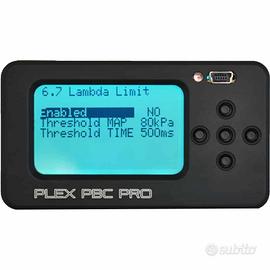 6.7 Lambda Limit
Enabled NO
Threshold MAP 80kPa
Threshold TIME 500ms
PLEX PBC PRO
subito